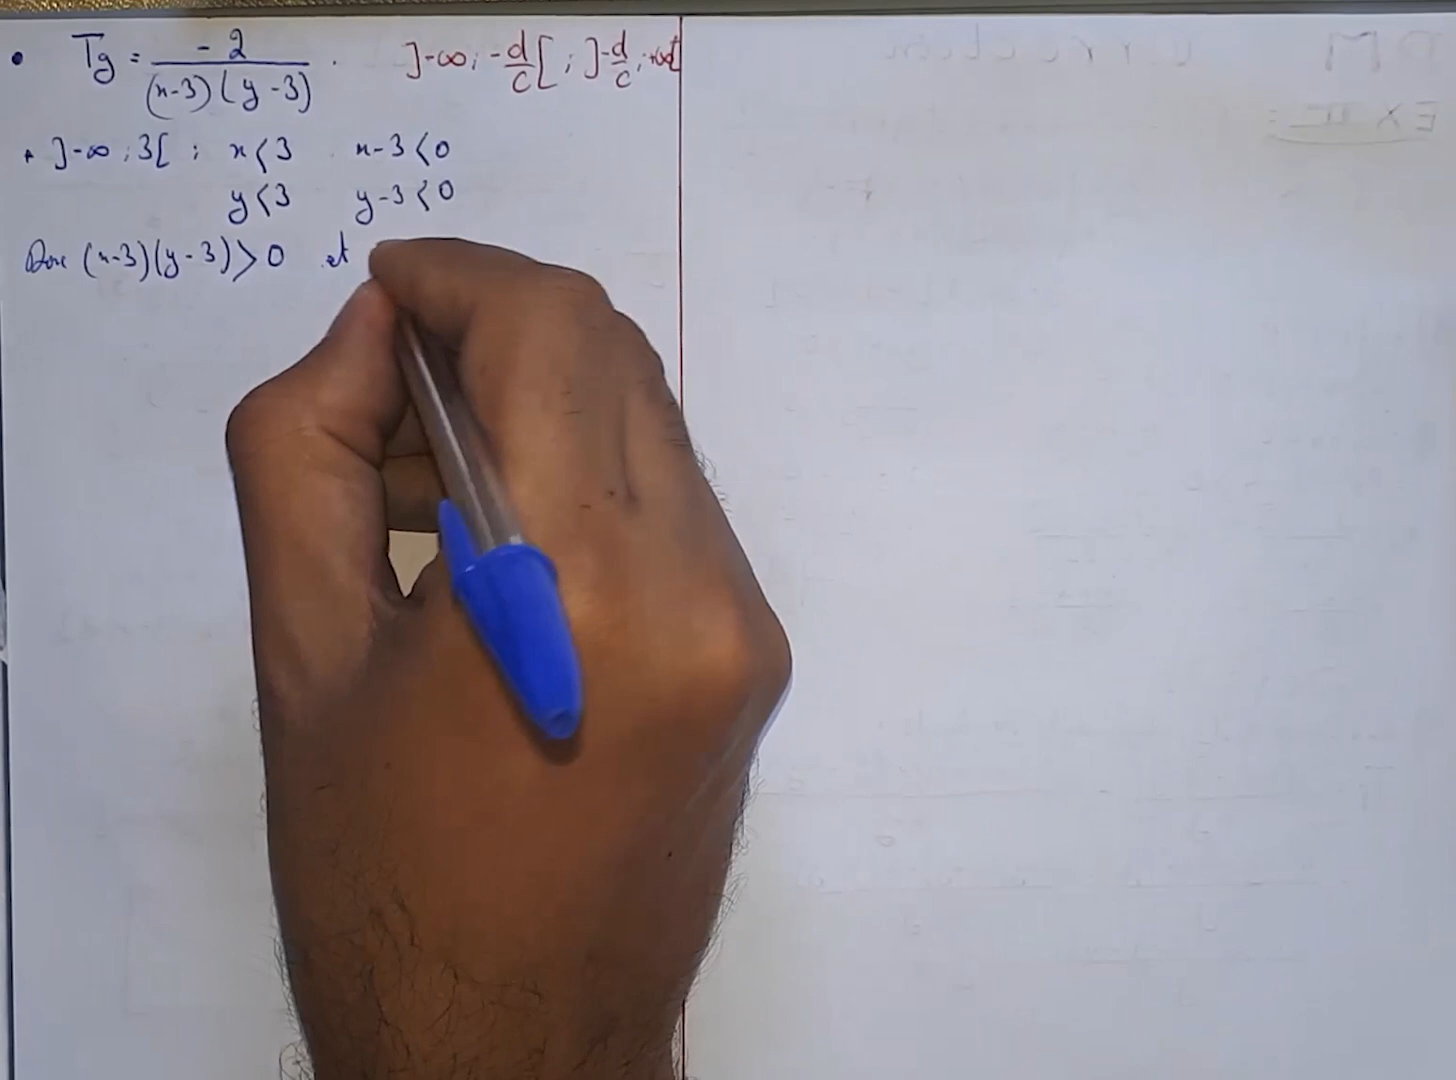 • Tg = -2 / (x-3)(y-3) . ]-∞; -d/c[ ; ]-d/c; +∞[
* ]-∞; 3[ ; x<3 x-3<0
y<3 y-3<0
Donc (x-3)(y-3)>0 et